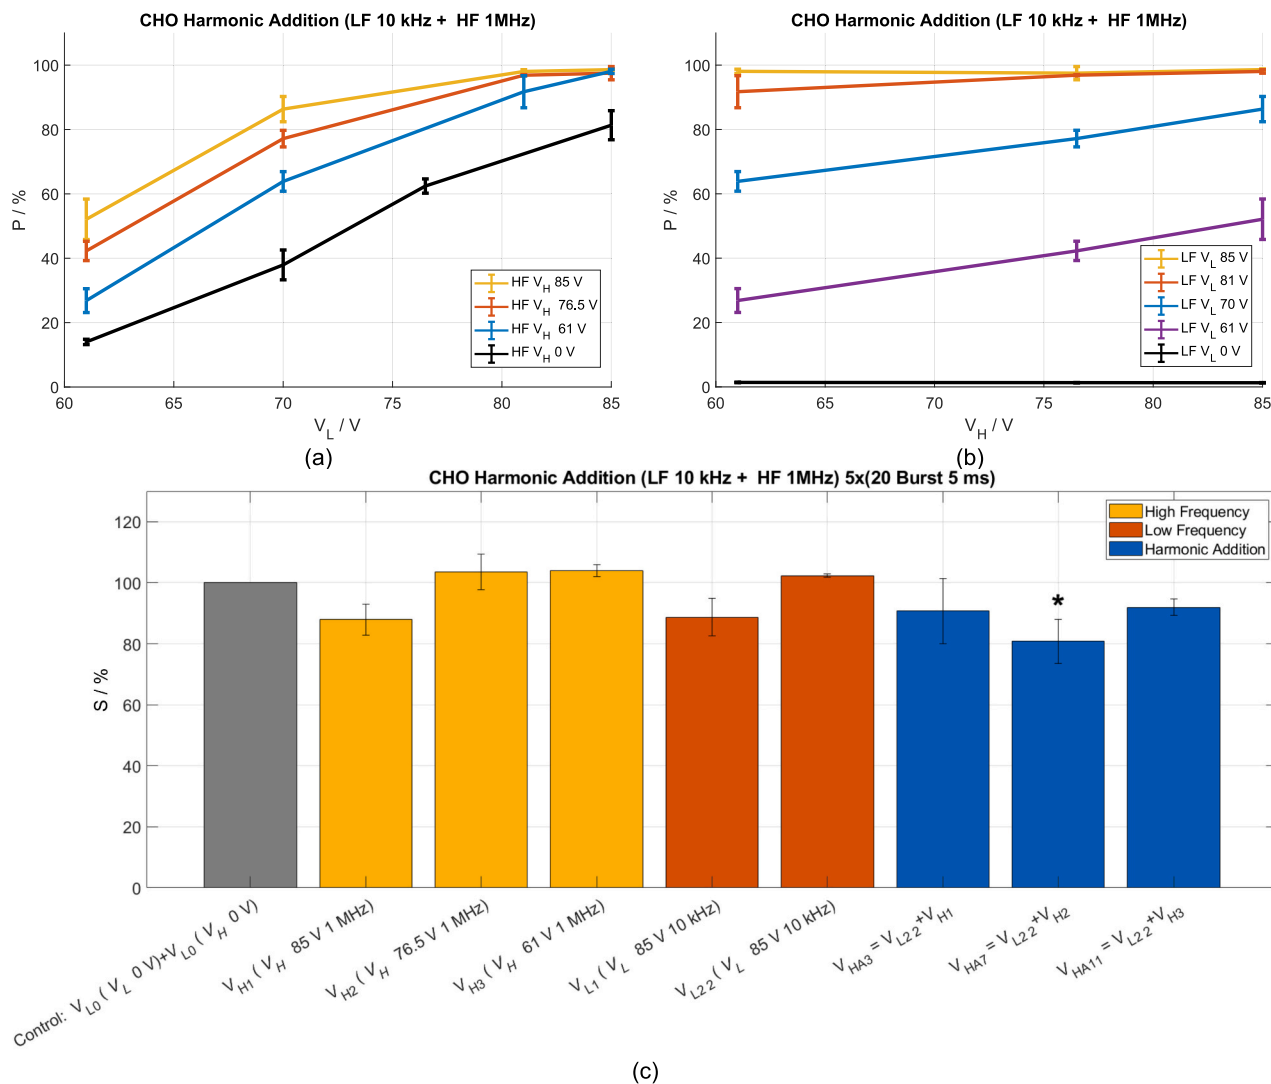 CHO Harmonic Addition (LF 10 kHz + HF 1MHz)
P / %
100
80
60
40
20
0
60
65
70
75
80
85
V_L / V
HF V_H 85 V
HF V_H 76.5 V
HF V_H 61 V
HF V_H 0 V
(a)
CHO Harmonic Addition (LF 10 kHz + HF 1MHz)
P / %
100
80
60
40
20
0
60
65
70
75
80
85
V_H / V
LF V_L 85 V
LF V_L 81 V
LF V_L 70 V
LF V_L 61 V
LF V_L 0 V
(b)
CHO Harmonic Addition (LF 10 kHz + HF 1MHz) 5x(20 Burst 5 ms)
S / %
120
100
80
60
40
20
0
High Frequency
Low Frequency
Harmonic Addition
*
Control: V_L0 ( V_L 0 V)+V_L0 ( V_H 0 V)
V_H1 ( V_H 85 V 1 MHz)
V_H2 ( V_H 76.5 V 1 MHz)
V_H3 ( V_H 61 V 1 MHz)
V_L1 ( V_L 85 V 10 kHz)
V_L2 2 ( V_L 85 V 10 kHz)
V_HA3 = V_L2 2+V_H1
V_HA7 = V_L2 2+V_H2
V_HA11 = V_L2 2+V_H3
(c)